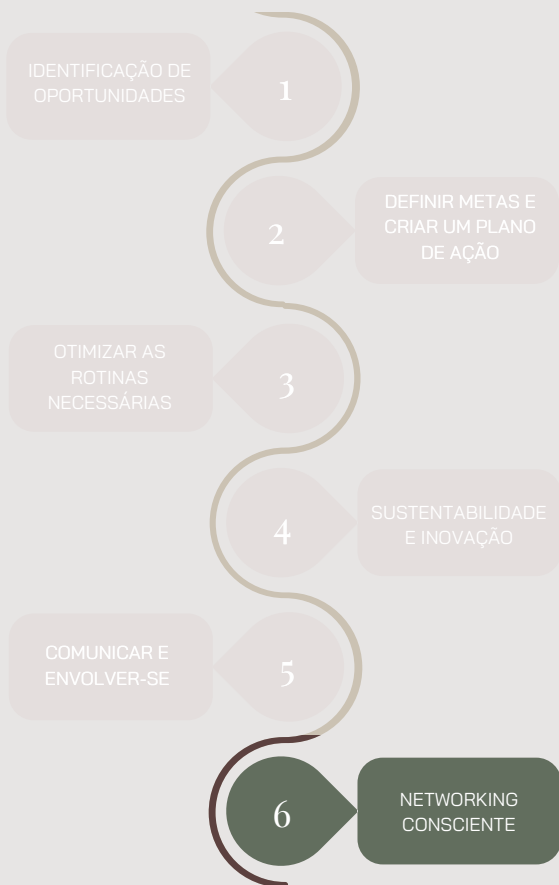 IDENTIFICAÇÃO DE
OPORTUNIDADES
1
2
DEFINIR METAS E
CRIAR UM PLANO
DE AÇÃO
OTIMIZAR AS
ROTINAS
NECESSÁRIAS
3
4
SUSTENTABILIDADE
E INOVAÇÃO
COMUNICAR E
ENVOLVER-SE
5
6
NETWORKING
CONSCIENTE